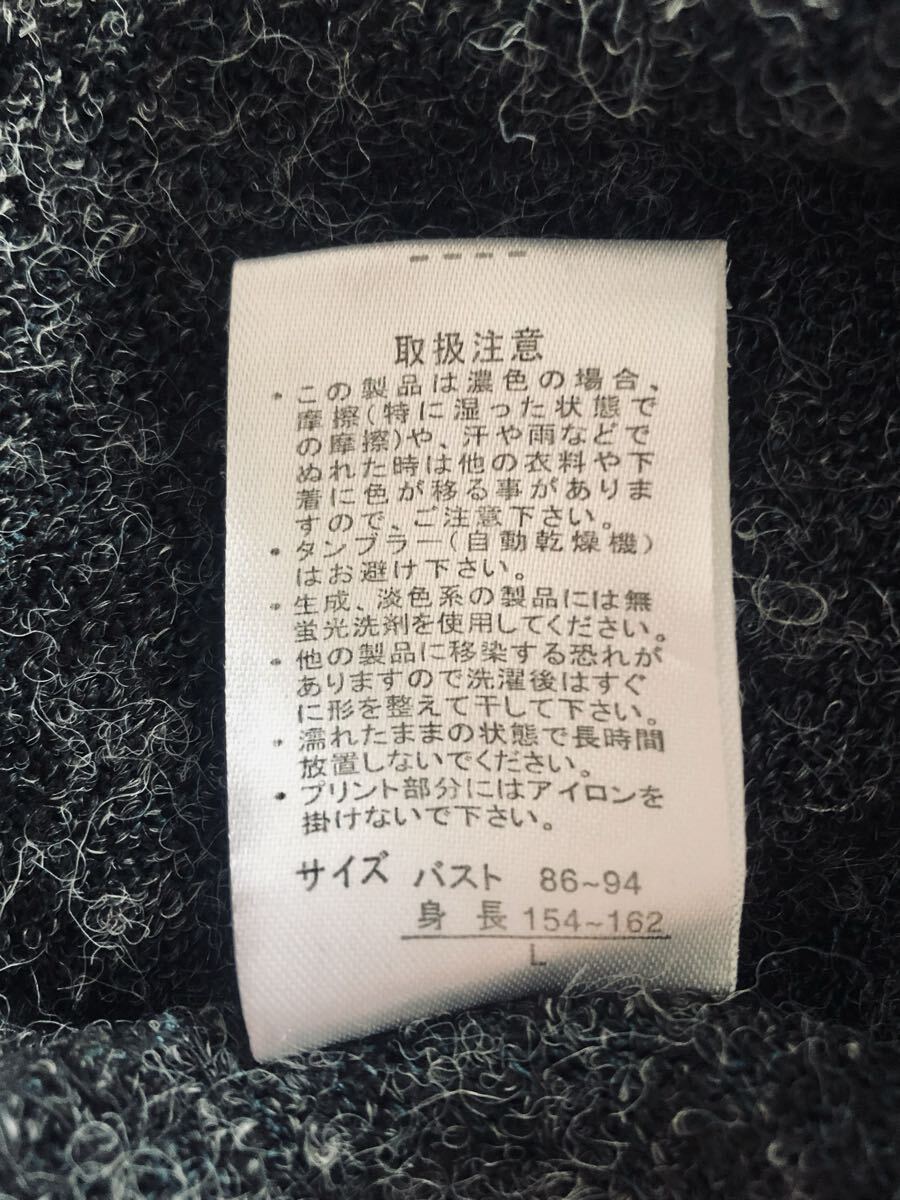 取扱注意
・この製品は濃色の場合、
摩擦(特に湿った状態で
の摩擦)や、汗や雨などで
ぬれた時は他の衣料や下
着に色が移る事がありま
すので、ご注意下さい。
・タンブラー(自動乾燥機)
はお避け下さい。
・生成、淡色系の製品には無
蛍光洗剤を使用してください。
・他の製品に移染する恐れが
ありますので洗濯後はすぐ
に形を整えて干して下さい。
・濡れたままの状態で長時間
放置しないでください。
・プリント部分にはアイロンを
掛けないで下さい。
サイズ バスト 86~94
身長 154~162
L